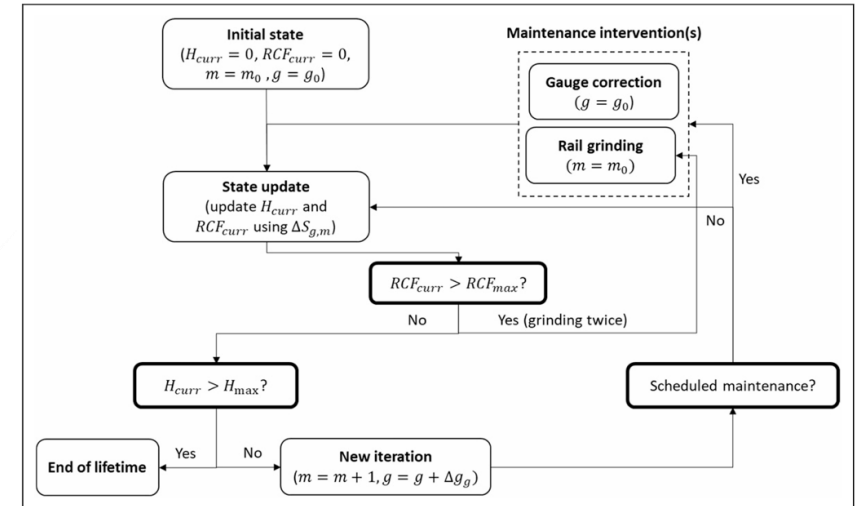 Initial state
(H_curr = 0, RCF_curr = 0,
m = m_0 , g = g_0)
Maintenance intervention(s)
Gauge correction
(g = g_0)
Rail grinding
(m = m_0)
Yes
State update
(update H_curr and
RCF_curr using ΔS_g,m)
No
RCF_curr > RCF_max?
No
Yes (grinding twice)
H_curr > H_max?
Scheduled maintenance?
End of lifetime
Yes
No
New iteration
(m = m + 1, g = g + Δg_g)